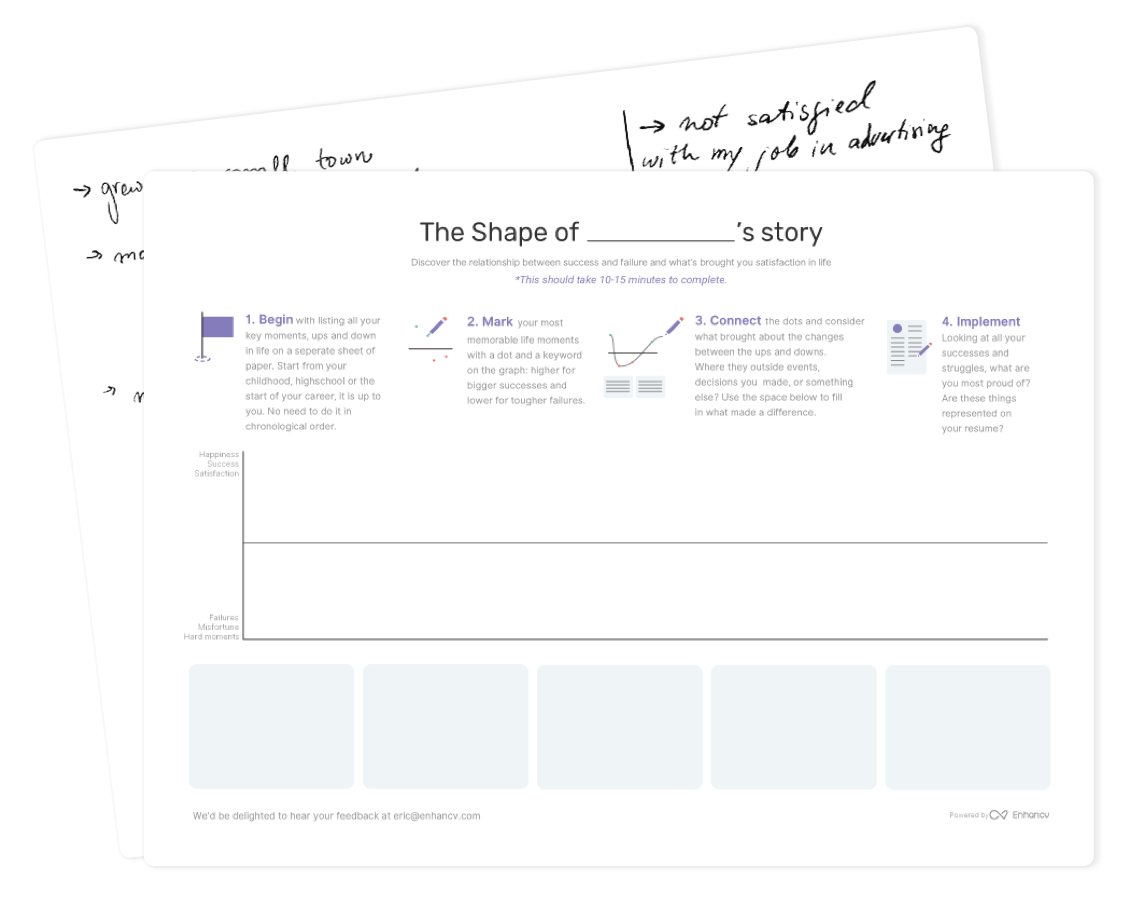 → not satisfied
with my job in advertising
small town
→ grew
→ mo
→ m
The Shape of ___________'s story
Discover the relationship between success and failure and what's brought you satisfaction in life
*This should take 10-15 minutes to complete.
1. Begin with listing all your
key moments, ups and down
in life on a seperate sheet of
paper. Start from your
childhood, highschool or the
start of your career, it is up to
you. No need to do it in
chronological order.
2. Mark your most
memorable life moments
with a dot and a keyword
on the graph: higher for
bigger successes and
lower for tougher failures.
3. Connect the dots and consider
what brought about the changes
between the ups and downs.
Where they outside events,
decisions you made, or something
else? Use the space below to fill
in what made a difference.
4. Implement
Looking at all your
successes and
struggles, what are
you most proud of?
Are these things
represented on
your resume?
Happiness
Success
Satisfaction
Failures
Misfortune
Hard moments
We'd be delighted to hear your feedback at eric@enhancv.com
Powered by Enhancv